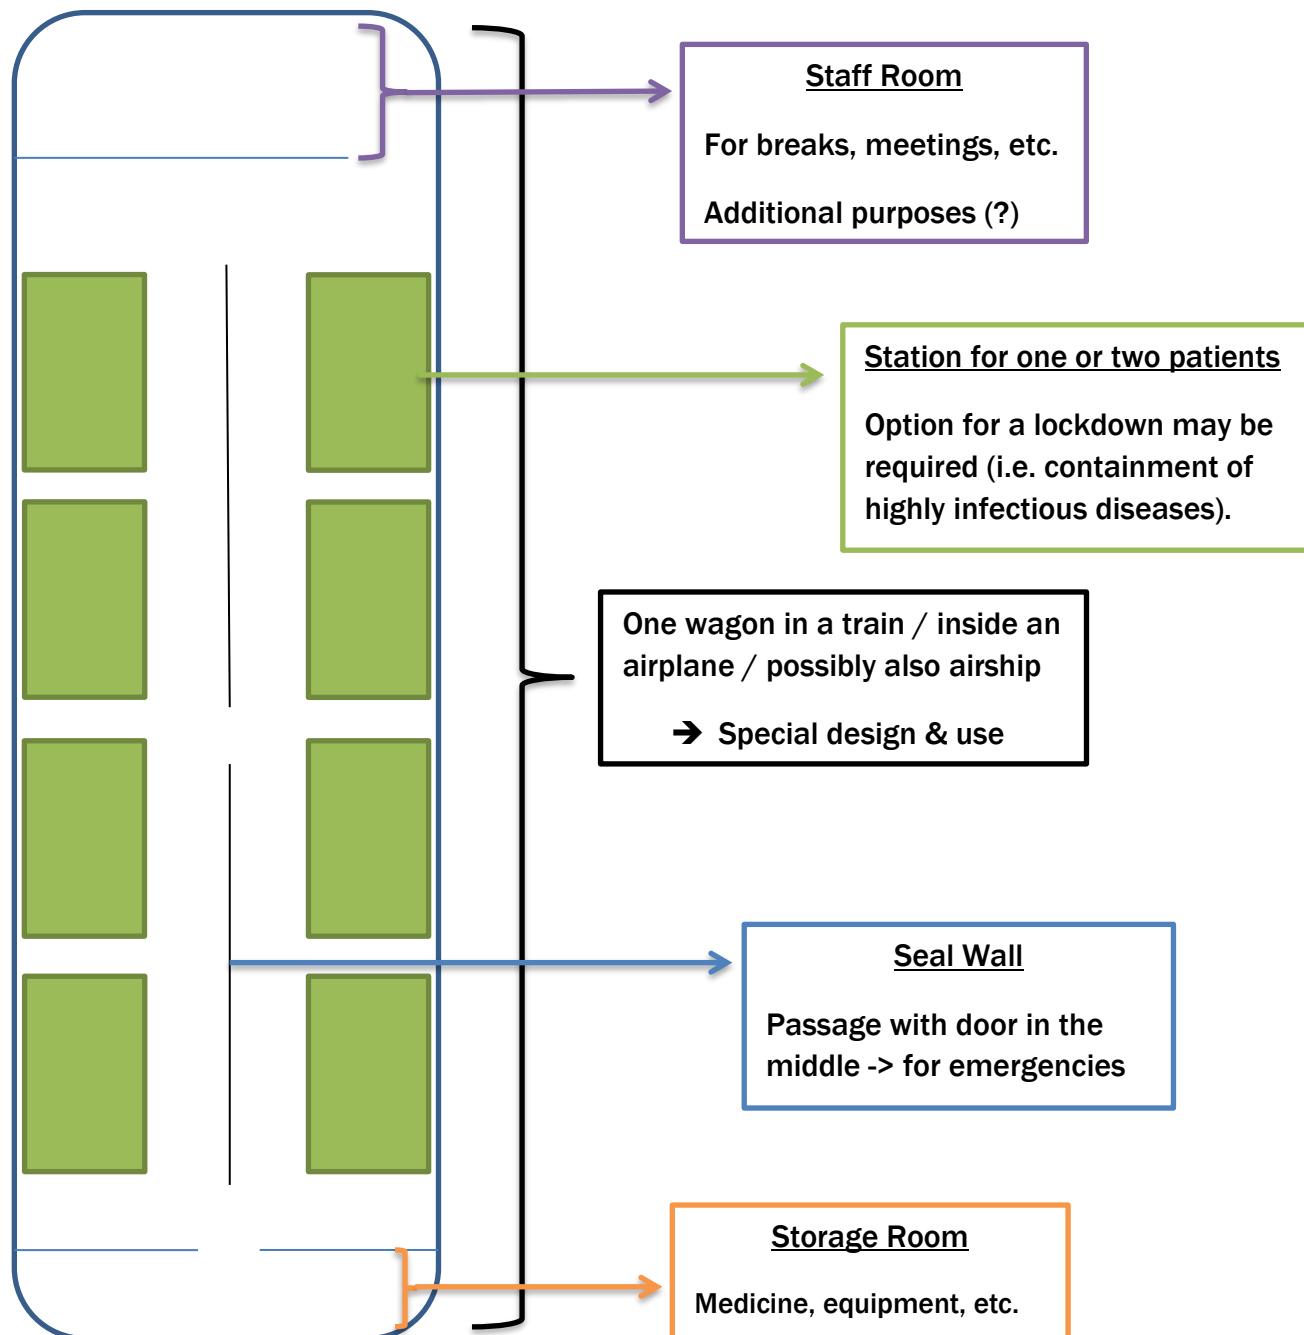 Staff Room
For breaks, meetings, etc.
Additional purposes (?)
Station for one or two patients
Option for a lockdown may be
required (i.e. containment of
highly infectious diseases).
One wagon in a train / inside an
airplane / possibly also airship
➔ Special design & use
Seal Wall
Passage with door in the
middle -> for emergencies
Storage Room
Medicine, equipment, etc.